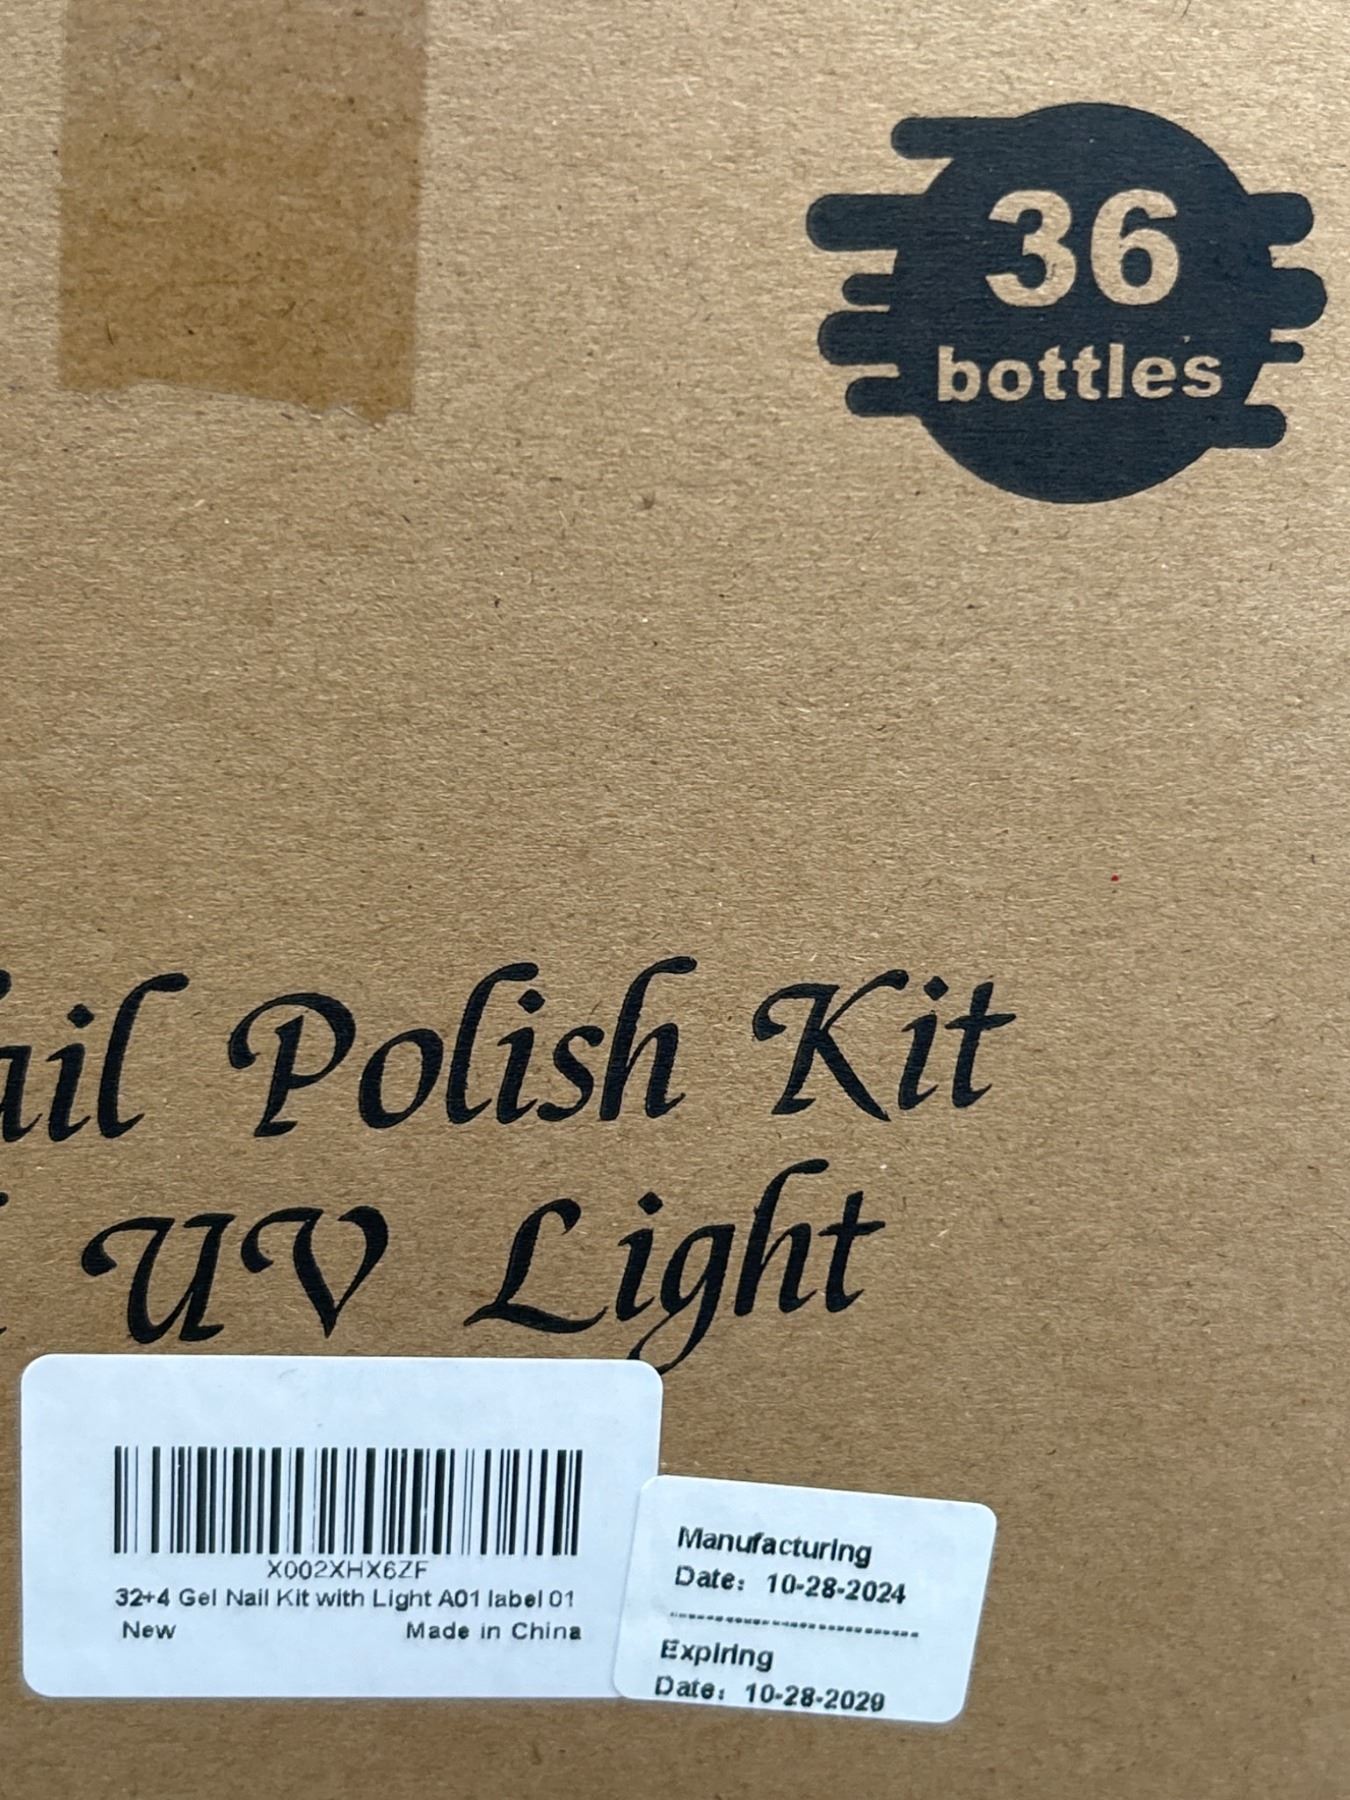 36
bottles
ail Polish Kit
UV Light
X002XHX6ZF
32+4 Gel Nail Kit with Light A01 label 01
New Made in China
Manufacturing
Date: 10-28-2024
Expiring
Date: 10-28-2029